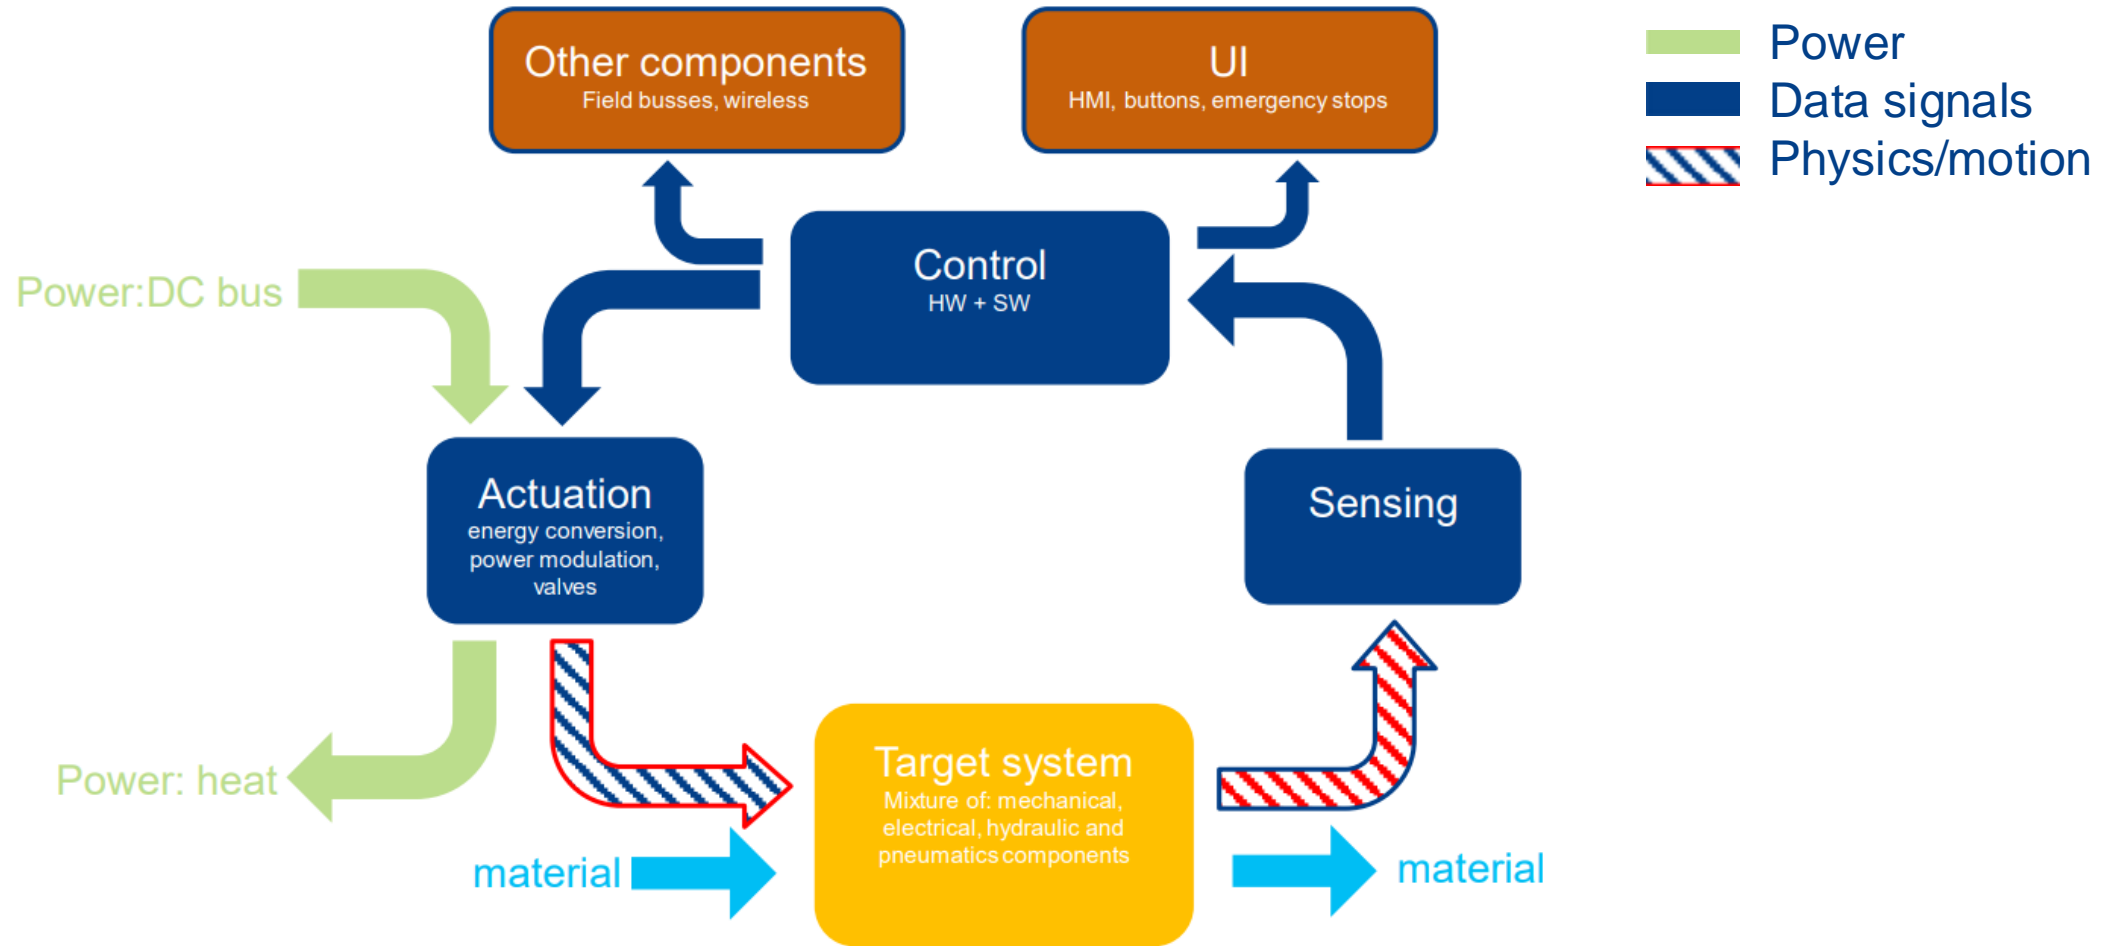 Other components
Field busses, wireless
UI
HMI, buttons, emergency stops
Power
Data signals
Physics/motion
Control
HW + SW
Power:DC bus
Actuation
energy conversion,
power modulation,
valves
Sensing
Power: heat
Target system
Mixture of: mechanical,
electrical, hydraulic and
pneumatics components
material
material